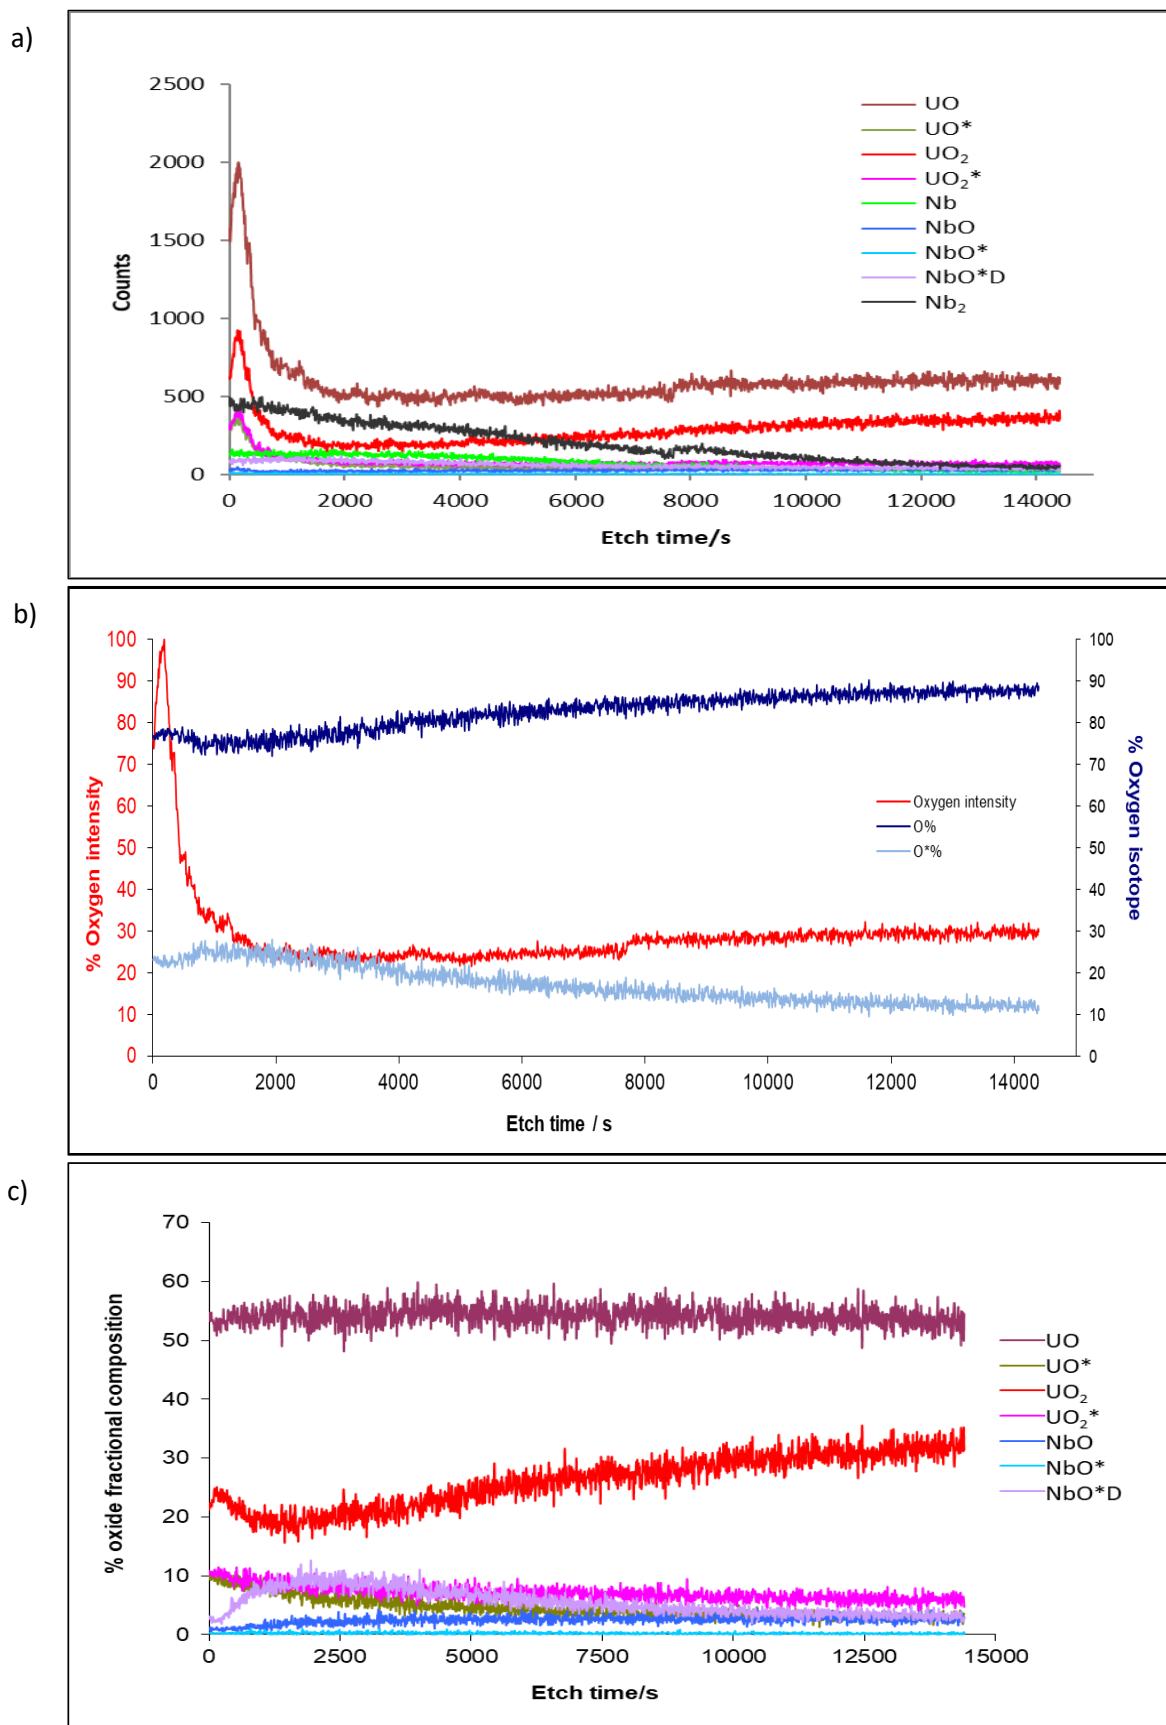 a)
2500
2000
1500
1000
500
0
Counts
0 2000 4000 6000 8000 10000 12000 14000
Etch time/s
UO
UO*
UO₂
UO₂*
Nb
NbO
NbO*
NbO*D
Nb₂
b)
100
90
80
70
60
50
40
30
20
10
0
% Oxygen intensity
0 2000 4000 6000 8000 10000 12000 14000
Etch time / s
Oxygen intensity
O%
O*%
100
90
80
70
60
50
40
30
20
10
0
% Oxygen isotope
c)
70
60
50
40
30
20
10
0
% oxide fractional composition
0 2500 5000 7500 10000 12500 15000
Etch time/s
UO
UO*
UO₂
UO₂*
NbO
NbO*
NbO*D